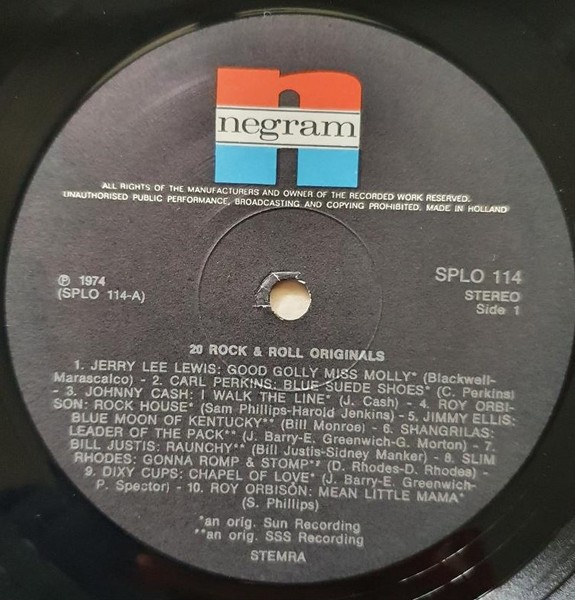 negram
ALL RIGHTS OF THE MANUFACTURERS AND OWNER OF THE RECORDED WORK RESERVED.
UNAUTHORISED PUBLIC PERFORMANCE, BROADCASTING AND COPYING PROHIBITED. MADE IN HOLLAND
℗ 1974
(SPLO 114-A)
SPLO 114
STEREO
Side 1
20 ROCK & ROLL ORIGINALS
1. JERRY LEE LEWIS: GOOD GOLLY MISS MOLLY* (Blackwell-
Marascalco) - 2. CARL PERKINS: BLUE SUEDE SHOES* (C. Perkins)
- 3. JOHNNY CASH: I WALK THE LINE* (J. Cash) - 4. ROY ORBI-
SON: ROCK HOUSE* (Sam Phillips-Harold Jenkins) - 5. JIMMY ELLIS:
BLUE MOON OF KENTUCKY** (Bill Monroe) - 6. SHANGRILAS:
LEADER OF THE PACK** (J. Barry-E. Greenwich-G. Morton) - 7.
BILL JUSTIS: RAUNCHY** (Bill Justis-Sidney Manker) - 8. SLIM
RHODES: GONNA ROMP & STOMP** (D. Rhodes-D. Rhodes) -
9. DIXY CUPS: CHAPEL OF LOVE* (J. Barry-E. Greenwich-
P. Spector) - 10. ROY ORBISON: MEAN LITTLE MAMA*
(S. Phillips)
*an orig. Sun Recording
**an orig. SSS Recording
STEMRA